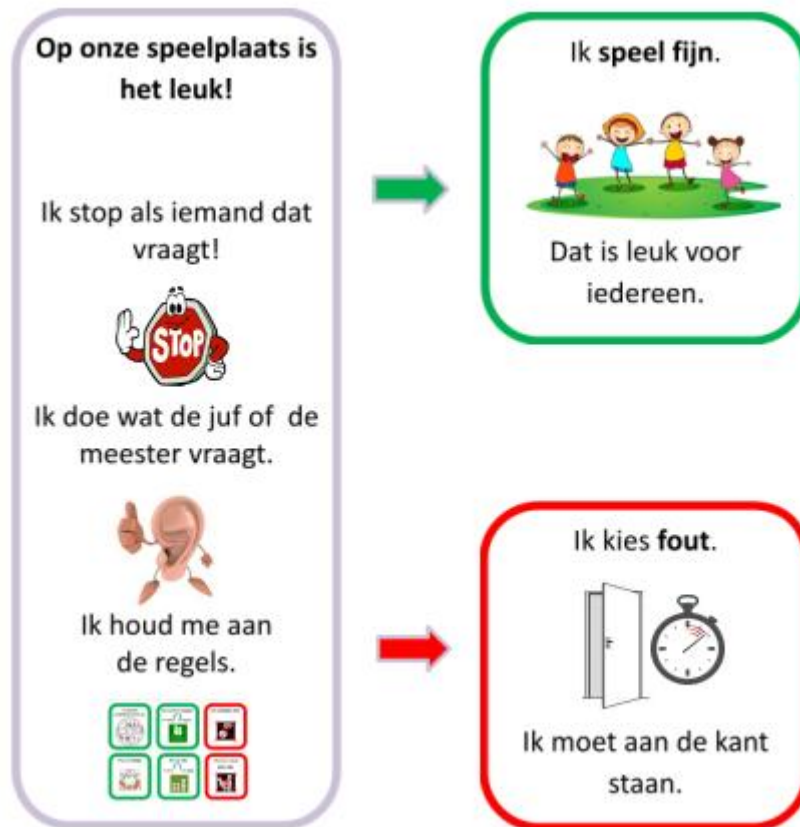 Op onze speelplaats is
het leuk!
Ik stop als iemand dat
vraagt!
STOP
Ik doe wat de juf of de
meester vraagt.
Ik houd me aan
de regels.
Ik speel fijn.
Dat is leuk voor
iedereen.
Ik kies fout.
Ik moet aan de kant
staan.